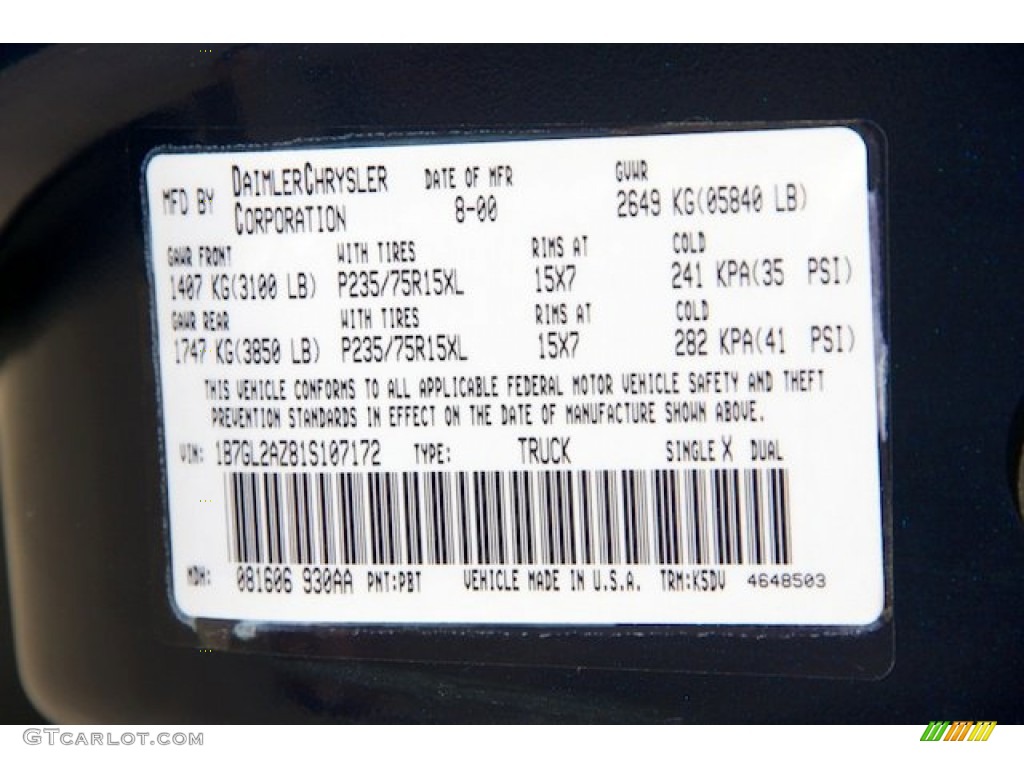 MFD BY DAIMLERCHRYSLER CORPORATION DATE OF MFR 8-00 GVWR 2649 KG(05840 LB)
GAWR FRONT WITH TIRES RIMS AT COLD
1407 KG(3100 LB) P235/75R15XL 15X7 241 KPA(35 PSI)
GAWR REAR WITH TIRES RIMS AT COLD
1747 KG(3850 LB) P235/75R15XL 15X7 282 KPA(41 PSI)
THIS VEHICLE CONFORMS TO ALL APPLICABLE FEDERAL MOTOR VEHICLE SAFETY AND THEFT
PREVENTION STANDARDS IN EFFECT ON THE DATE OF MANUFACTURE SHOWN ABOVE.
VIN: 1B7GL2AZ81S107172 TYPE: TRUCK SINGLE X DUAL
MDH: 081606 930AA PNT:PBT VEHICLE MADE IN U.S.A. TRM:K5DV 4648503
GTCARLOT.COM